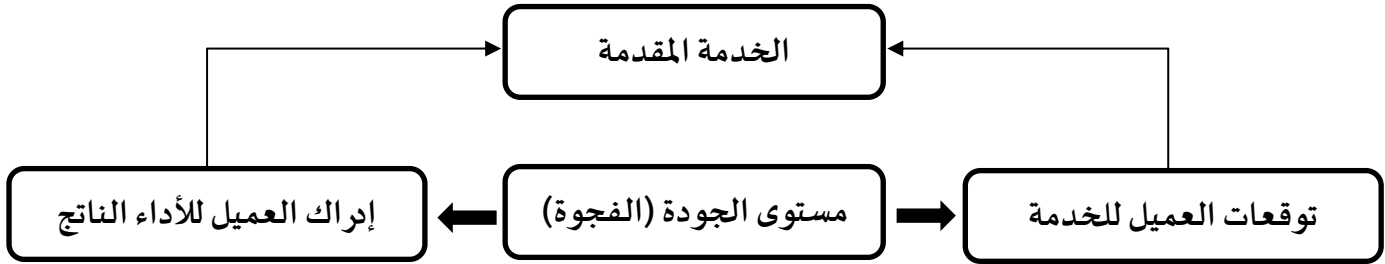 الخدمة المقدمة
توقعات العميل للخدمة
مستوى الجودة (الفجوة)
إدراك العميل للأداء الناتج